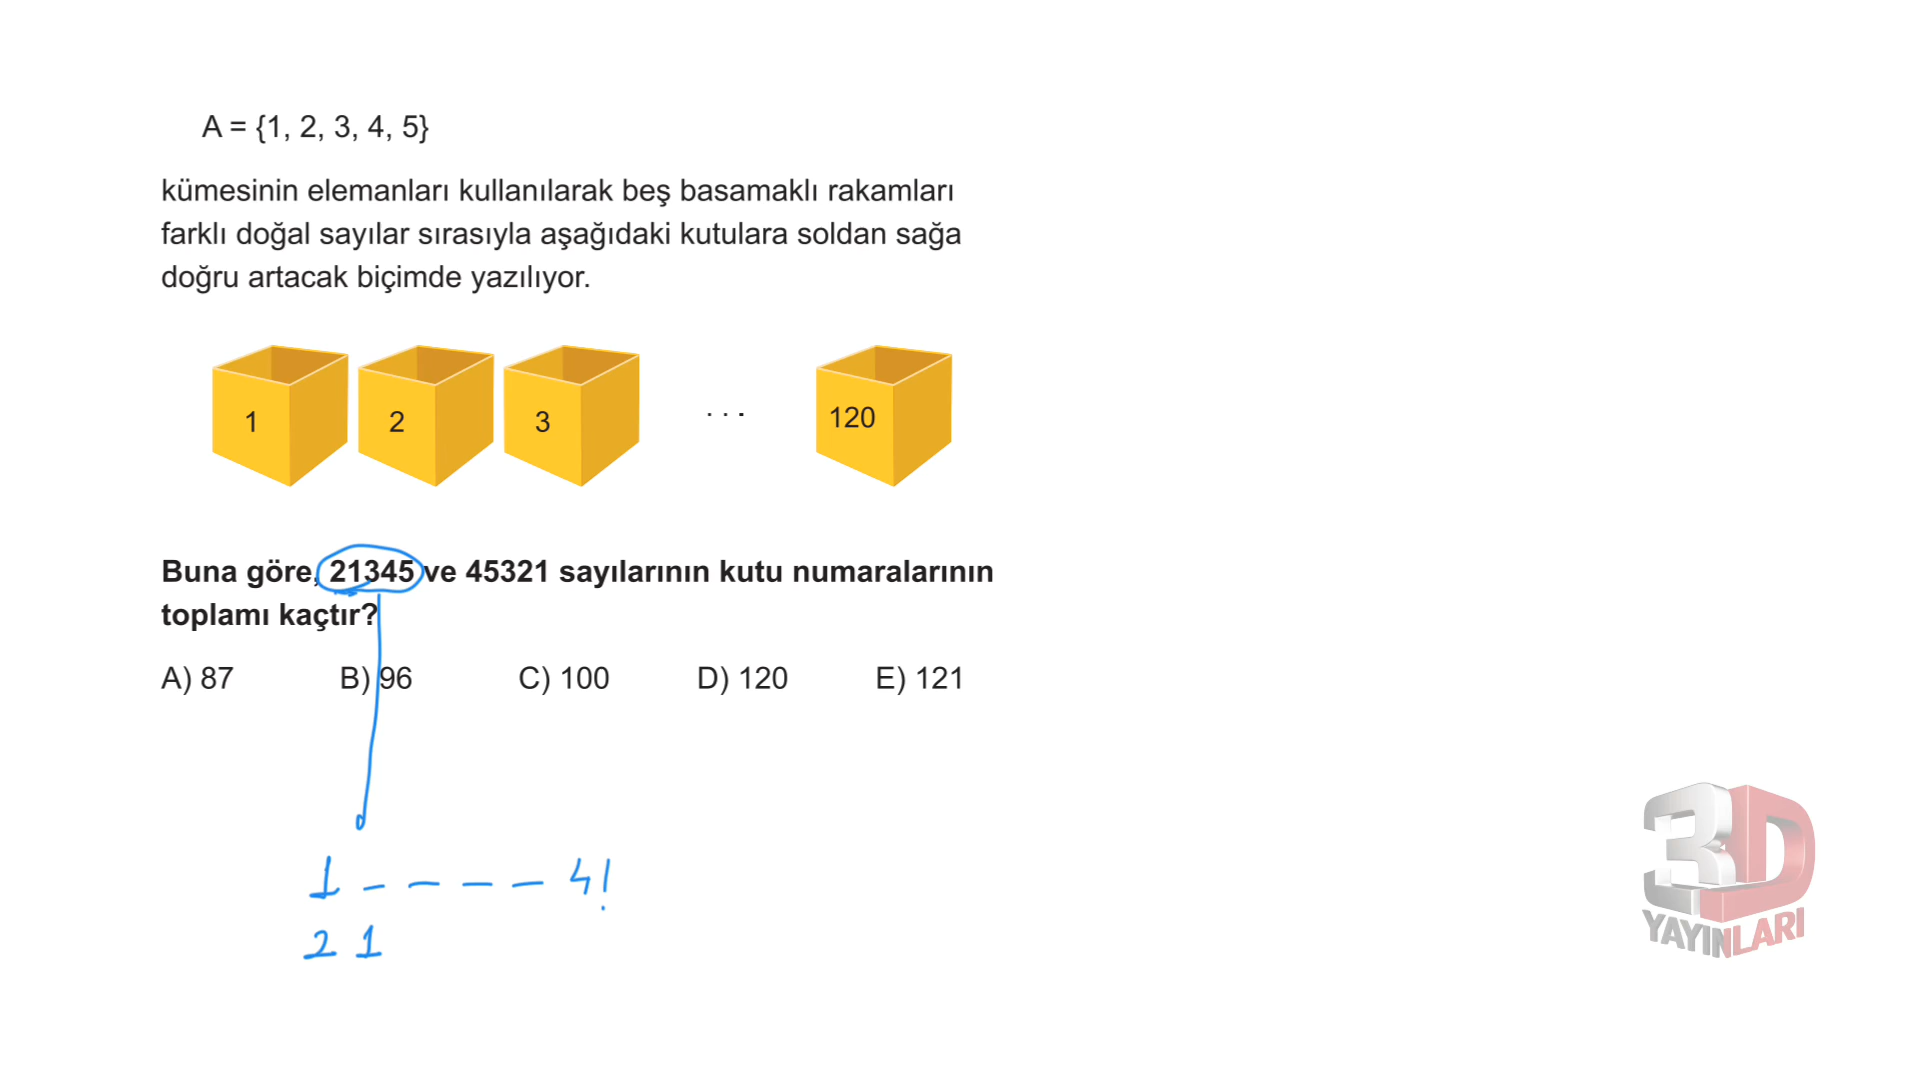 A = {1, 2, 3, 4, 5}
kümesinin elemanları kullanılarak beş basamaklı rakamları
farklı doğal sayılar sırasıyla aşağıdaki kutulara soldan sağa
doğru artacak biçimde yazılıyor.
1 2 3 . . . 120
Buna göre, 21345 ve 45321 sayılarının kutu numaralarının
toplamı kaçtır?
A) 87 B) 96 C) 100 D) 120 E) 121
1 _ _ _ _ 4!
2 1
3D
YAYINLARI